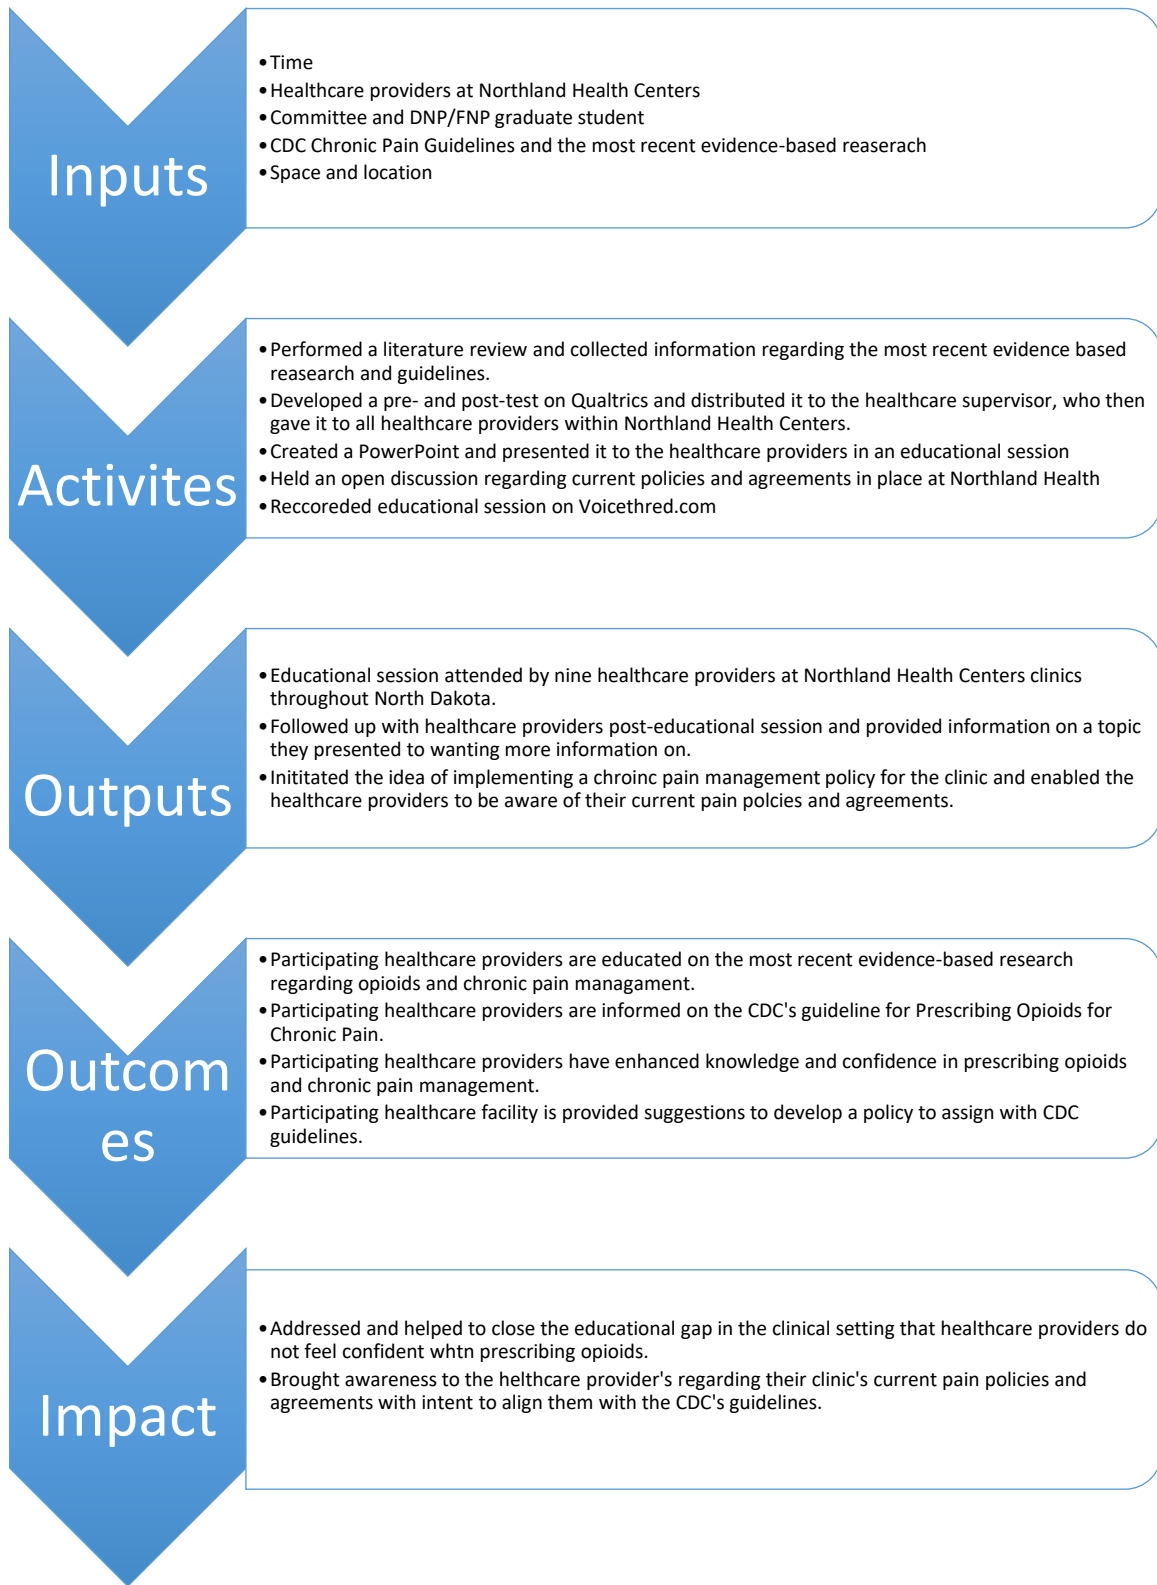 Inputs
•Time
•Healthcare providers at Northland Health Centers
•Committee and DNP/FNP graduate student
•CDC Chronic Pain Guidelines and the most recent evidence-based reaserach
•Space and location
Activites
•Performed a literature review and collected information regarding the most recent evidence based
reasearch and guidelines.
•Developed a pre- and post-test on Qualtrics and distributed it to the healthcare supervisor, who then
gave it to all healthcare providers within Northland Health Centers.
•Created a PowerPoint and presented it to the healthcare providers in an educational session
•Held an open discussion regarding current policies and agreements in place at Northland Health
•Reccoreded educational session on Voicethred.com
Outputs
•Educational session attended by nine healthcare providers at Northland Health Centers clinics
throughout North Dakota.
•Followed up with healthcare providers post-educational session and provided information on a topic
they presented to wanting more information on.
•Inititated the idea of implementing a chroinc pain management policy for the clinic and enabled the
healthcare providers to be aware of their current pain polcies and agreements.
Outcom
es
•Participating healthcare providers are educated on the most recent evidence-based research
regarding opioids and chronic pain managament.
•Participating healthcare providers are informed on the CDC's guideline for Prescribing Opioids for
Chronic Pain.
•Participating healthcare providers have enhanced knowledge and confidence in prescribing opioids
and chronic pain management.
•Participating healthcare facility is provided suggestions to develop a policy to assign with CDC
guidelines.
Impact
•Addressed and helped to close the educational gap in the clinical setting that healthcare providers do
not feel confident whtn prescribing opioids.
•Brought awareness to the helthcare provider's regarding their clinic's current pain policies and
agreements with intent to align them with the CDC's guidelines.